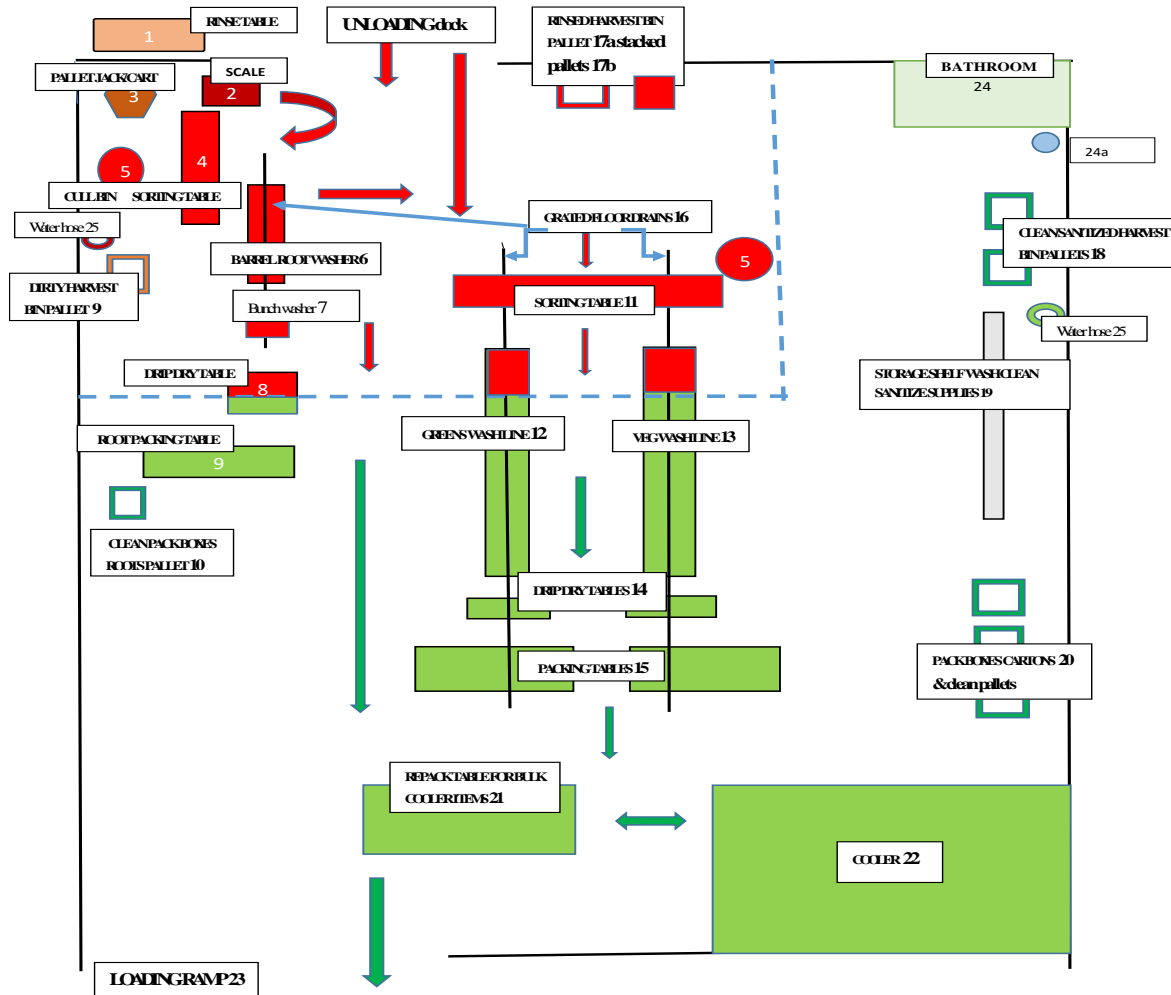 RINSE TABLE
1
UNLOADING dock
RINSED HARVEST BIN
PALLET 17a stacked
pallets 17b
PALLET JACK/CART
3
SCALE
2
BATHROOM
24
24a
4
5
CULL BIN SORTING TABLE
Water hose 25
GRATED FLOOR DRAINS 16
5
CLEAN SANITIZED HARVEST
BIN PALLETS 18
BARREL ROOT WASHER 6
DIRTY HARVEST
BIN PALLET 9
Bunch washer 7
SORTING TABLE 11
Water hose 25
DRIP DRY TABLE
8
STORAGE SHELF WASH CLEAN
SANITIZE SUPPLIES 19
ROOT PACKING TABLE
9
GREENS WASH LINE 12
VEG WASH LINE 13
CLEAN PACK BOXES
ROOTS PALLET 10
DRIP DRY TABLES 14
PACKING TABLES 15
PACK BOXES CARTONS 20
& clean pallets
REPACK TABLE FOR BULK
COOLER ITEMS 21
COOLER 22
LOADING RAMP 23